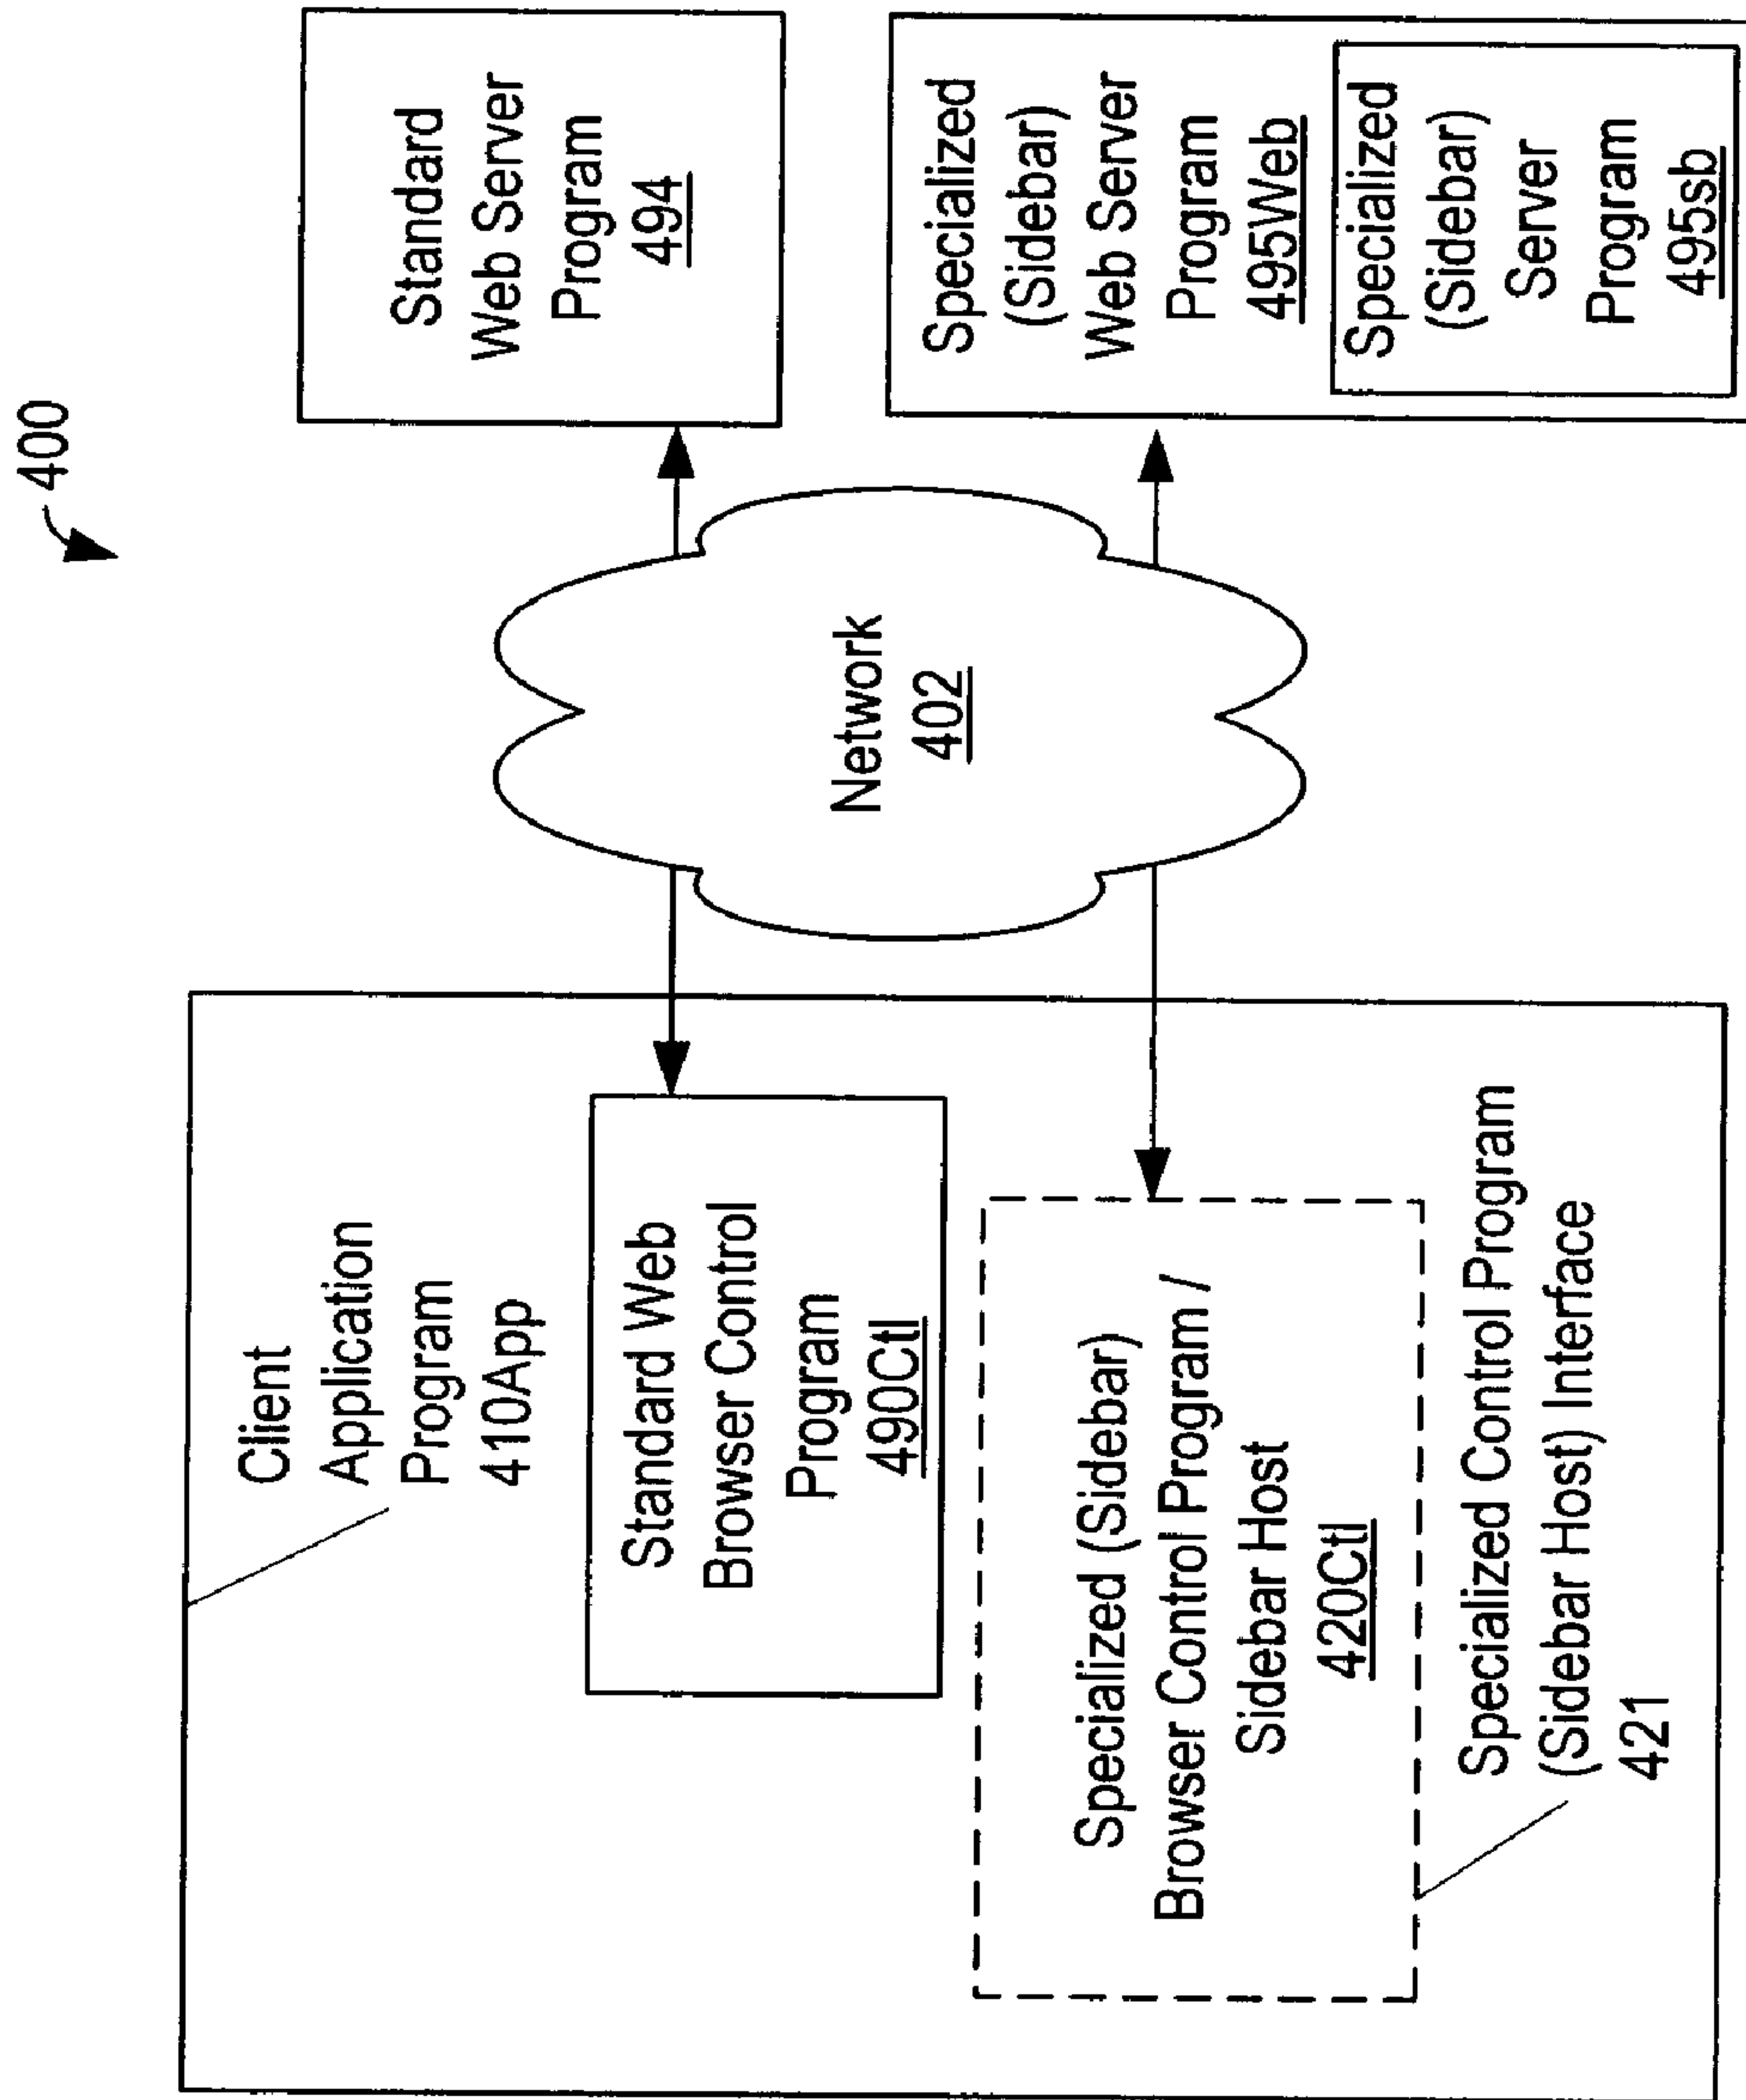 400
Client
Application
Program
410App
Standard Web
Browser Control
Program
490Ctl
Specialized (Sidebar)
Browser Control Program /
Sidebar Host
420Ctl
Specialized Control Program
(Sidebar Host) Interface
421
Network
402
Standard
Web Server
Program
494
Specialized
(Sidebar)
Web Server
Program
495Web
Specialized
(Sidebar)
Server
Program
495sb